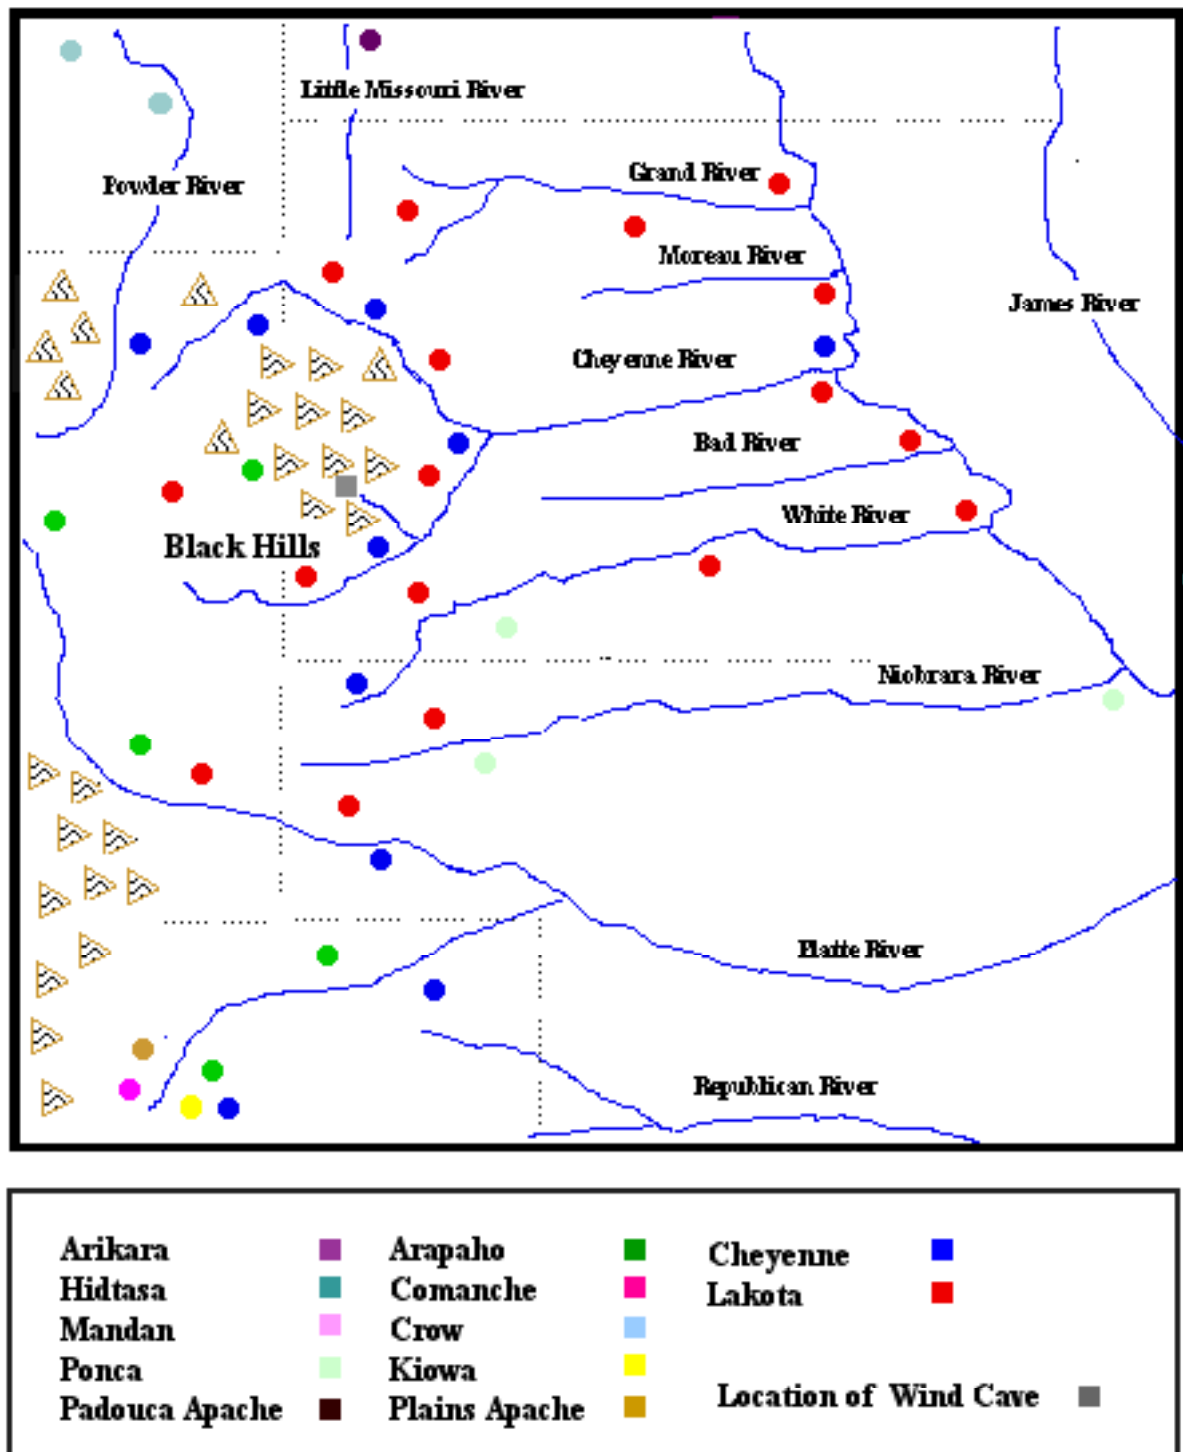 Little Missouri River
Grand River
Powder River
Moreau River
James River
Cheyenne River
Bad River
White River
Black Hills
Niobrara River
Platte River
Republican River
Arikara
Hidtasa
Mandan
Ponca
Padouca Apache
Arapaho
Comanche
Crow
Kiowa
Plains Apache
Cheyenne
Lakota
Location of Wind Cave